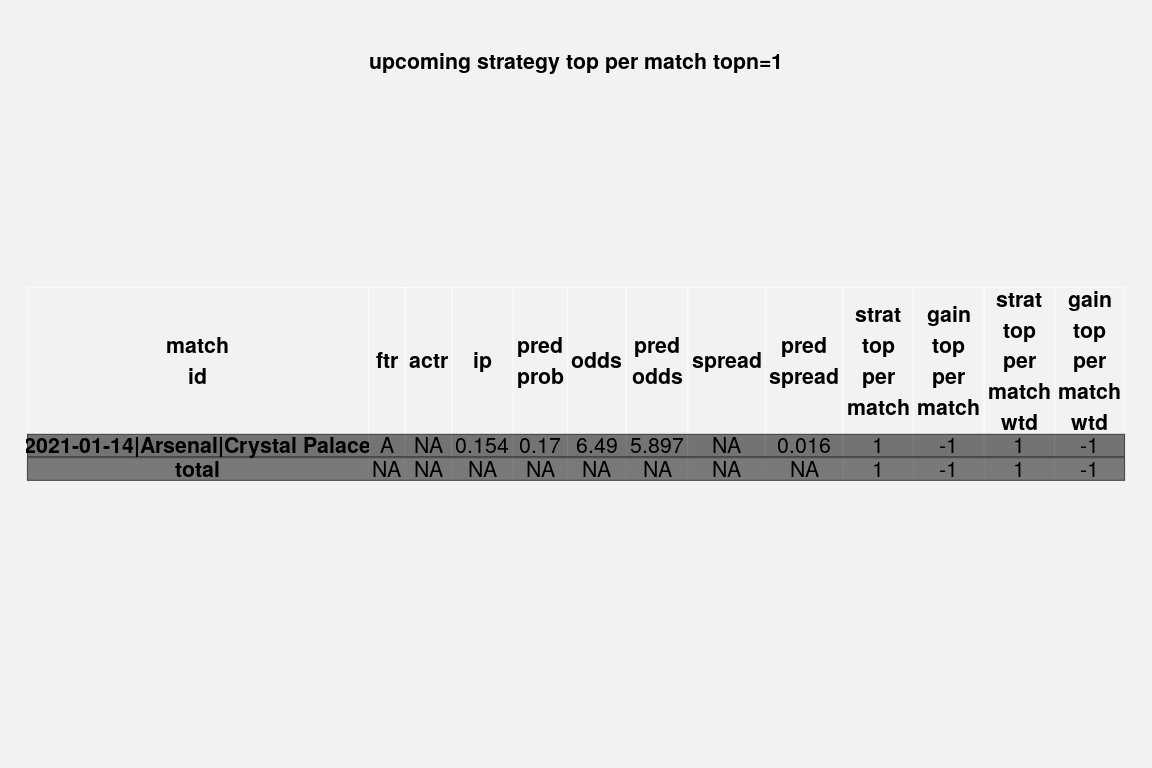 upcoming strategy top per match topn=1
match id ftr actr ip pred prob odds pred odds spread pred spread strat top per match gain top per match strat top per match wtd gain top per match wtd
2021-01-14|Arsenal|Crystal Palace A NA 0.154 0.17 6.49 5.897 NA 0.016 1 -1 1 -1
total NA NA NA NA NA NA NA NA 1 -1 1 -1